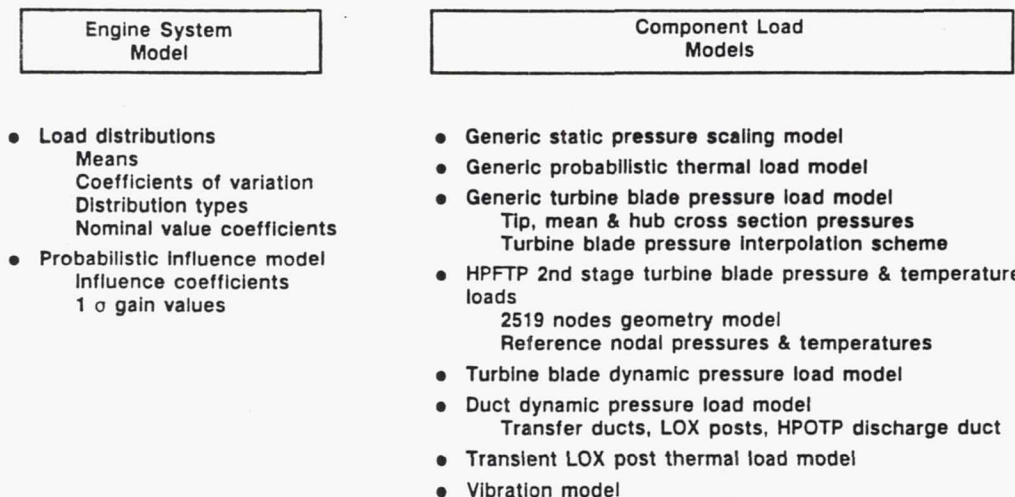 Engine System
Model
Component Load
Models
● Load distributions
Means
Coefficients of variation
Distribution types
Nominal value coefficients
● Probabilistic influence model
Influence coefficients
1 σ gain values
● Generic static pressure scaling model
● Generic probabilistic thermal load model
● Generic turbine blade pressure load model
Tip, mean & hub cross section pressures
Turbine blade pressure interpolation scheme
● HPFTP 2nd stage turbine blade pressure & temperature
loads
2519 nodes geometry model
Reference nodal pressures & temperatures
● Turbine blade dynamic pressure load model
● Duct dynamic pressure load model
Transfer ducts, LOX posts, HPOTP discharge duct
● Transient LOX post thermal load model
● Vibration model